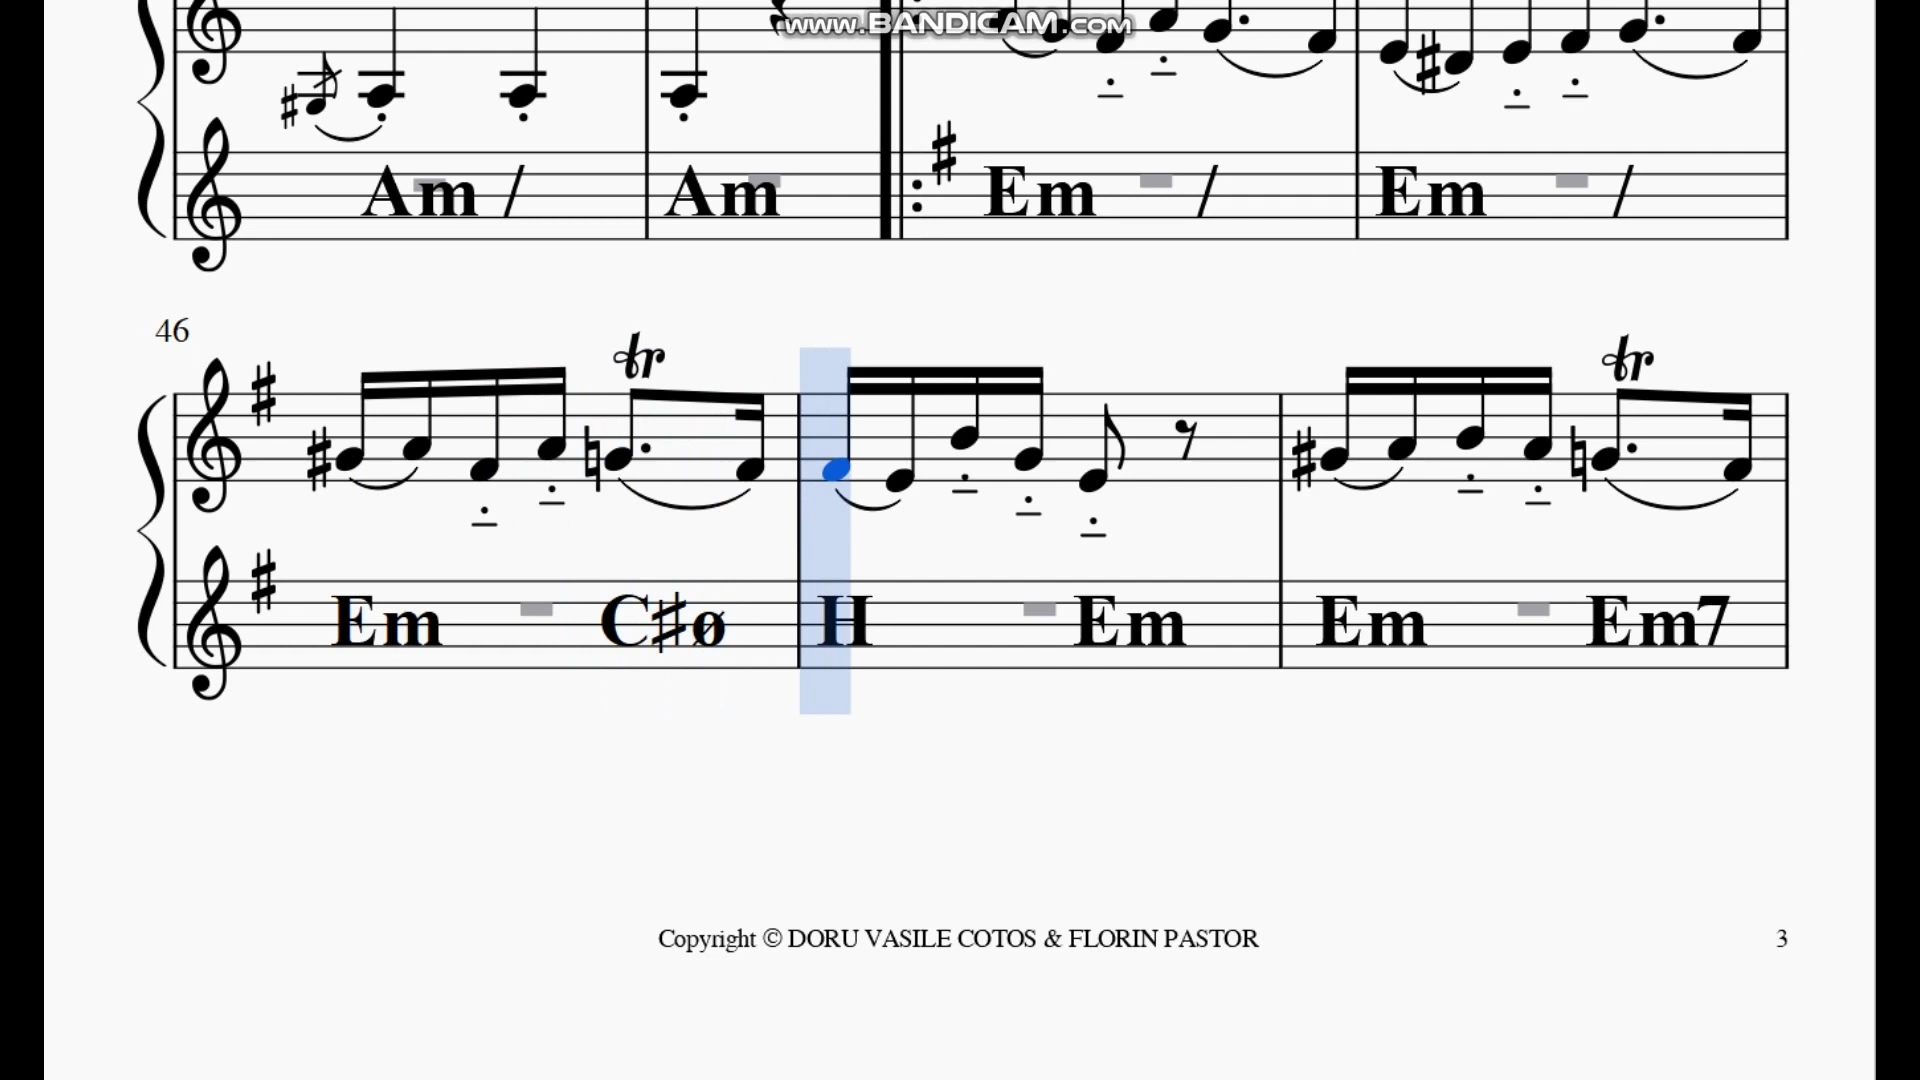 www.BANDICAM.com
Am / Am Em / Em /
46
tr tr
Em C♯ø H Em Em Em7
Copyright © DORU VASILE COTOS & FLORIN PASTOR 3